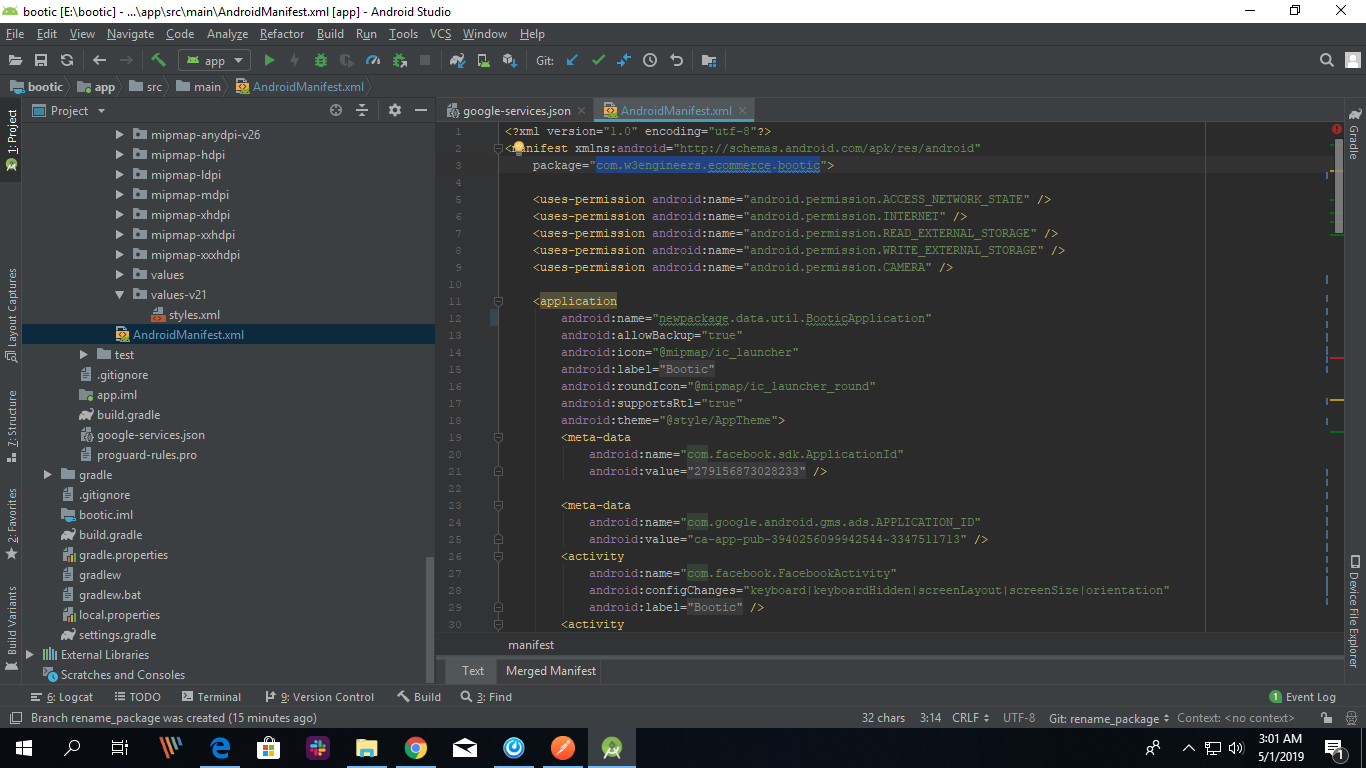 bootic [E:\bootic] - ...\app\src\main\AndroidManifest.xml [app] - Android Studio
File Edit View Navigate Code Analyze Refactor Build Run Tools VCS Window Help
app
Git:
bootic app src main AndroidManifest.xml
Project
google-services.json AndroidManifest.xml
1: Project
Layout Captures
7: Structure
2: Favorites
Build Variants
mipmap-anydpi-v26
mipmap-hdpi
mipmap-ldpi
mipmap-mdpi
mipmap-xhdpi
mipmap-xxhdpi
mipmap-xxxhdpi
values
values-v21
styles.xml
AndroidManifest.xml
test
.gitignore
app.iml
build.gradle
google-services.json
proguard-rules.pro
gradle
.gitignore
bootic.iml
build.gradle
gradle.properties
gradlew
gradlew.bat
local.properties
settings.gradle
External Libraries
Scratches and Consoles
1 <?xml version="1.0" encoding="utf-8"?>
2 <manifest xmlns:android="http://schemas.android.com/apk/res/android"
3 package="com.w3engineers.ecommerce.bootic">
4
5 <uses-permission android:name="android.permission.ACCESS_NETWORK_STATE" />
6 <uses-permission android:name="android.permission.INTERNET" />
7 <uses-permission android:name="android.permission.READ_EXTERNAL_STORAGE" />
8 <uses-permission android:name="android.permission.WRITE_EXTERNAL_STORAGE" />
9 <uses-permission android:name="android.permission.CAMERA" />
10
11 <application
12 android:name="newpackage.data.util.BooticApplication"
13 android:allowBackup="true"
14 android:icon="@mipmap/ic_launcher"
15 android:label="Bootic"
16 android:roundIcon="@mipmap/ic_launcher_round"
17 android:supportsRtl="true"
18 android:theme="@style/AppTheme">
19 <meta-data
20 android:name="com.facebook.sdk.ApplicationId"
21 android:value="279156873028233" />
22
23 <meta-data
24 android:name="com.google.android.gms.ads.APPLICATION_ID"
25 android:value="ca-app-pub-3940256099942544~3347511713" />
26 <activity
27 android:name="com.facebook.FacebookActivity"
28 android:configChanges="keyboard|keyboardHidden|screenLayout|screenSize|orientation"
29 android:label="Bootic" />
30 <activity
manifest
Text Merged Manifest
Gradle
Device File Explorer
6: Logcat TODO Terminal 9: Version Control Build 3: Find 1 Event Log
Branch rename_package was created (15 minutes ago) 32 chars 3:14 CRLF UTF-8 Git: rename_package Context: <no context>
3:01 AM
5/1/2019
1